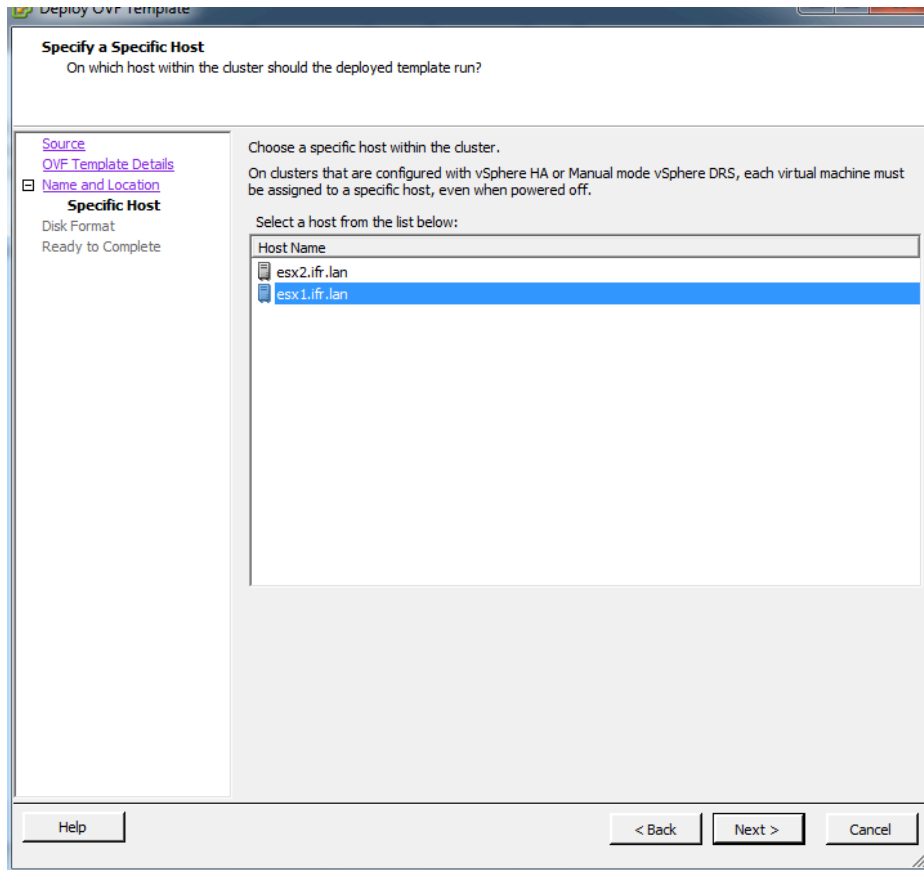 Deploy OVF Template
Specify a Specific Host
On which host within the cluster should the deployed template run?
Source
OVF Template Details
Name and Location
Specific Host
Disk Format
Ready to Complete
Choose a specific host within the cluster.
On clusters that are configured with vSphere HA or Manual mode vSphere DRS, each virtual machine must
be assigned to a specific host, even when powered off.
Select a host from the list below:
Host Name
esx2.ifr.lan
esx1.ifr.lan
Help
< Back
Next >
Cancel